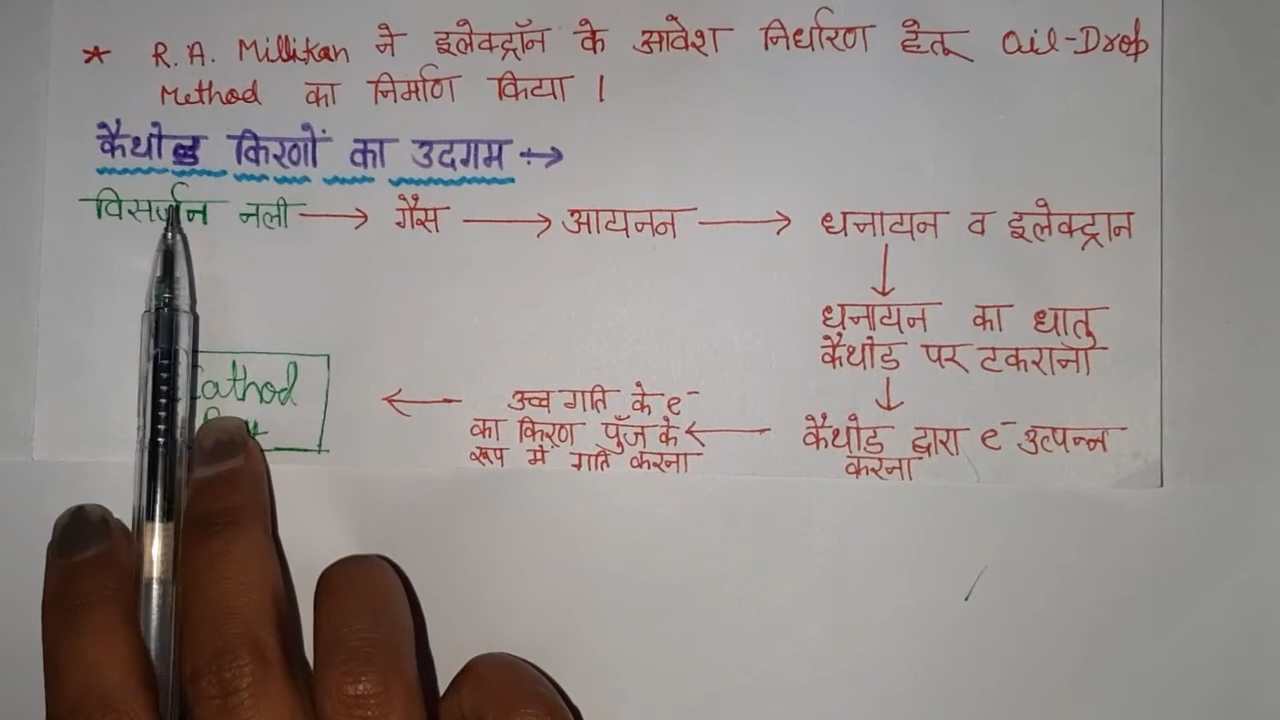 * R. A. Millikan ने इलेक्ट्रॉन के आवेश निर्धारण हेतू Oil-Drop
Method का निर्माण किया ।
कैथोड किरणों का उदगम ÷→
विसर्जन नली → गैस → आयनन → धनायन व इलेक्ट्रान
↓
धनायन का धातु
कैथोड पर टकराना
↓
कैथोड द्वारा e⁻ उत्पन्न
करना
← उच्च गति के e⁻ ←
का किरण पुँज के
रूप में गति करना
Cathod